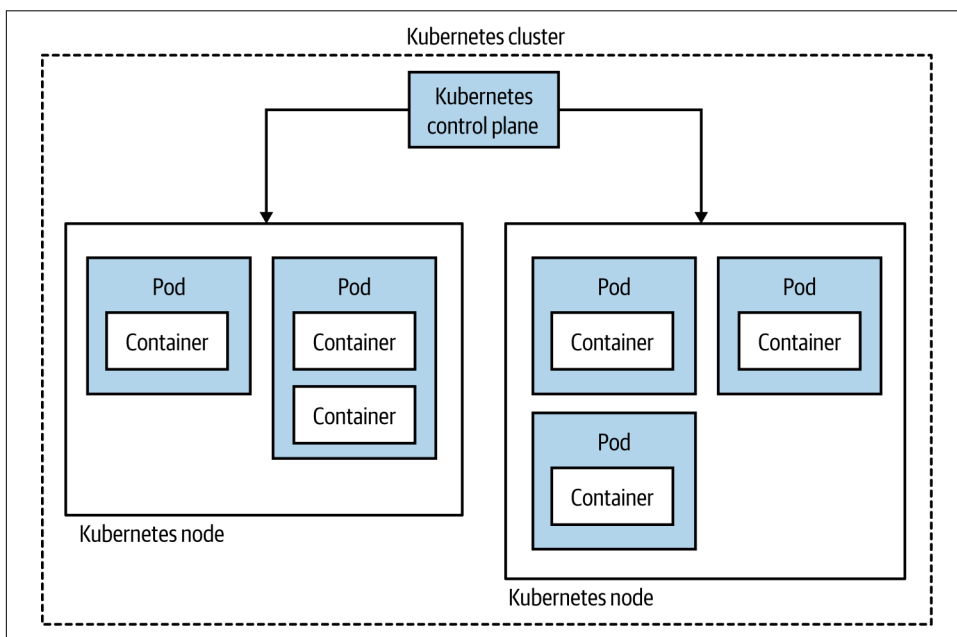 Kubernetes cluster
Kubernetes
control plane
Pod
Container
Pod
Container
Container
Kubernetes node
Pod
Container
Pod
Container
Pod
Container
Kubernetes node